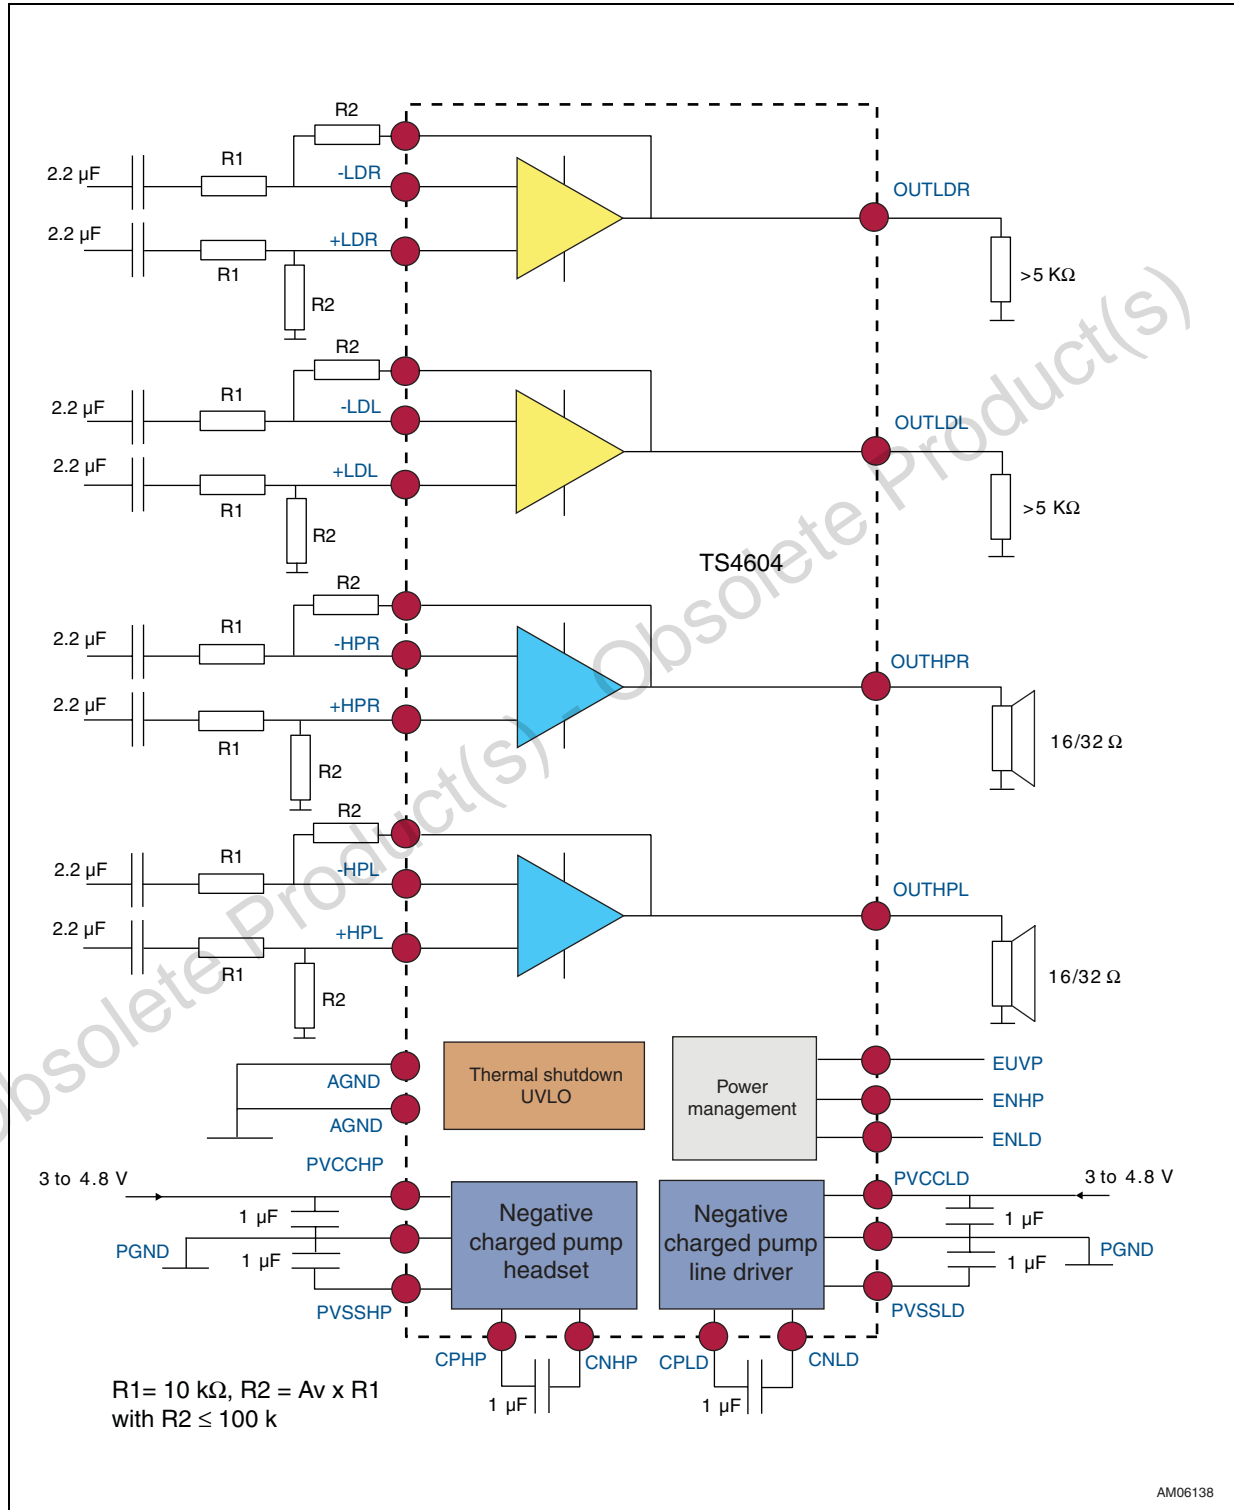 R2
2.2 µF
R1
-LDR
OUTLDR
2.2 µF
+LDR
R1
R2
>5 KΩ
R2
2.2 µF
R1
-LDL
OUTLDL
2.2 µF
+LDL
R1
R2
>5 KΩ
TS4604
R2
2.2 µF
R1
-HPR
OUTHPR
2.2 µF
+HPR
R1
R2
16/32 Ω
R2
2.2 µF
R1
-HPL
OUTHPL
2.2 µF
+HPL
R1
R2
16/32 Ω
AGND
AGND
Thermal shutdown
UVLO
Power
management
EUVP
ENHP
ENLD
PVCCHP
PVCCLD
3 to 4.8 V
3 to 4.8 V
1 µF
1 µF
PGND
PGND
1 µF
1 µF
Negative
charged pump
headset
Negative
charged pump
line driver
PVSSHP
PVSSLD
CPHP
CNHP
CPLD
CNLD
1 µF
1 µF
R1= 10 kΩ, R2 = Av x R1
with R2 ≤ 100 k
AM06138
Obsolete Product(s) - Obsolete Product(s)